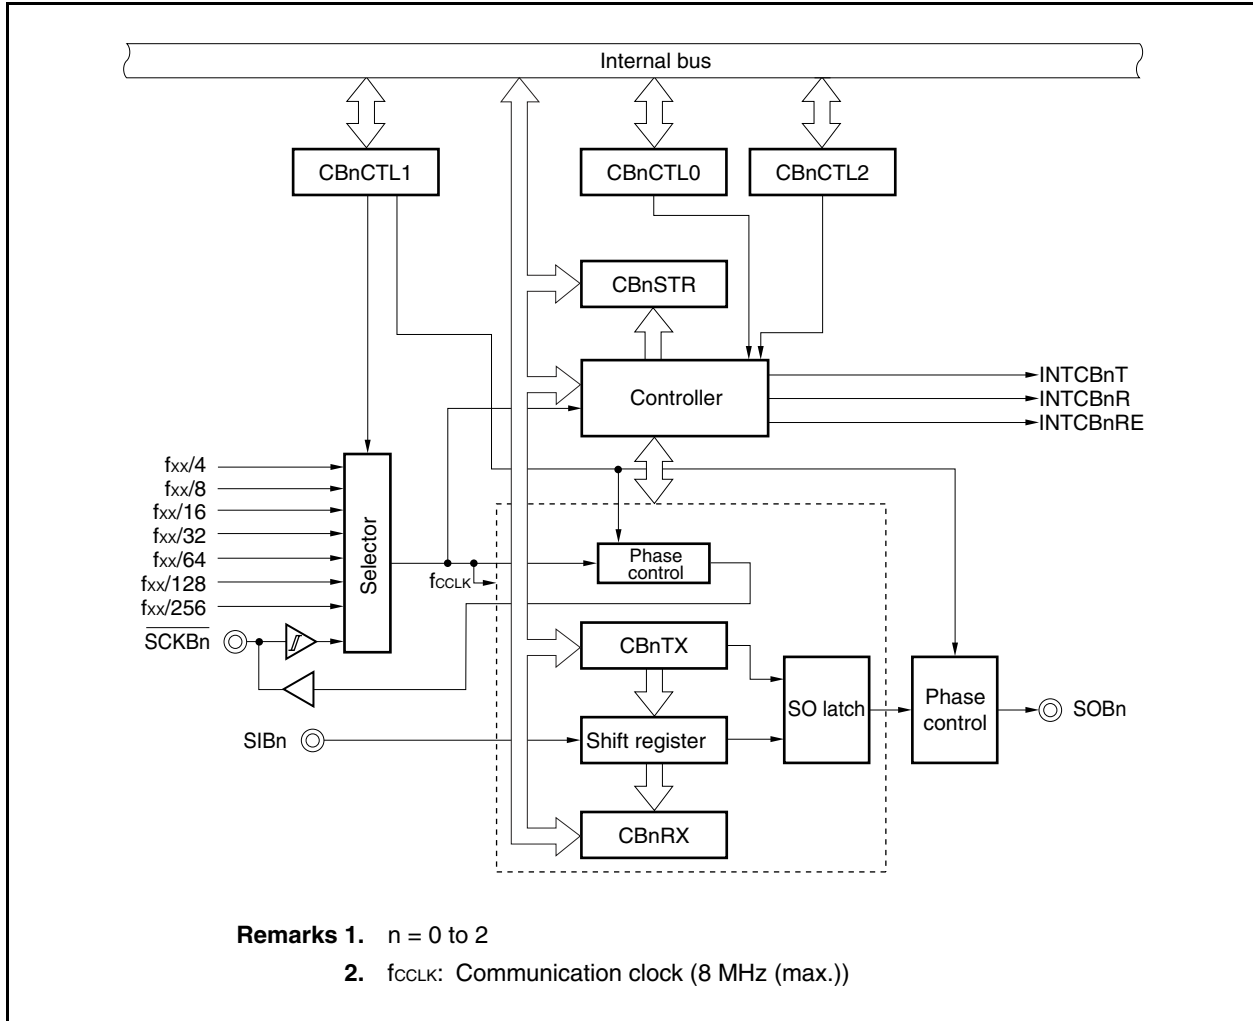 Internal bus
CBnCTL1
CBnCTL0
CBnCTL2
CBnSTR
Controller
INTCBnT
INTCBnR
INTCBnRE
fxx/4
fxx/8
fxx/16
fxx/32
fxx/64
fxx/128
fxx/256
SCKBn
Selector
fCCLK
Phase
control
CBnTX
SO latch
Phase
control
SOBn
SIBn
Shift register
CBnRX
Remarks 1. n = 0 to 2
2. fCCLK: Communication clock (8 MHz (max.))